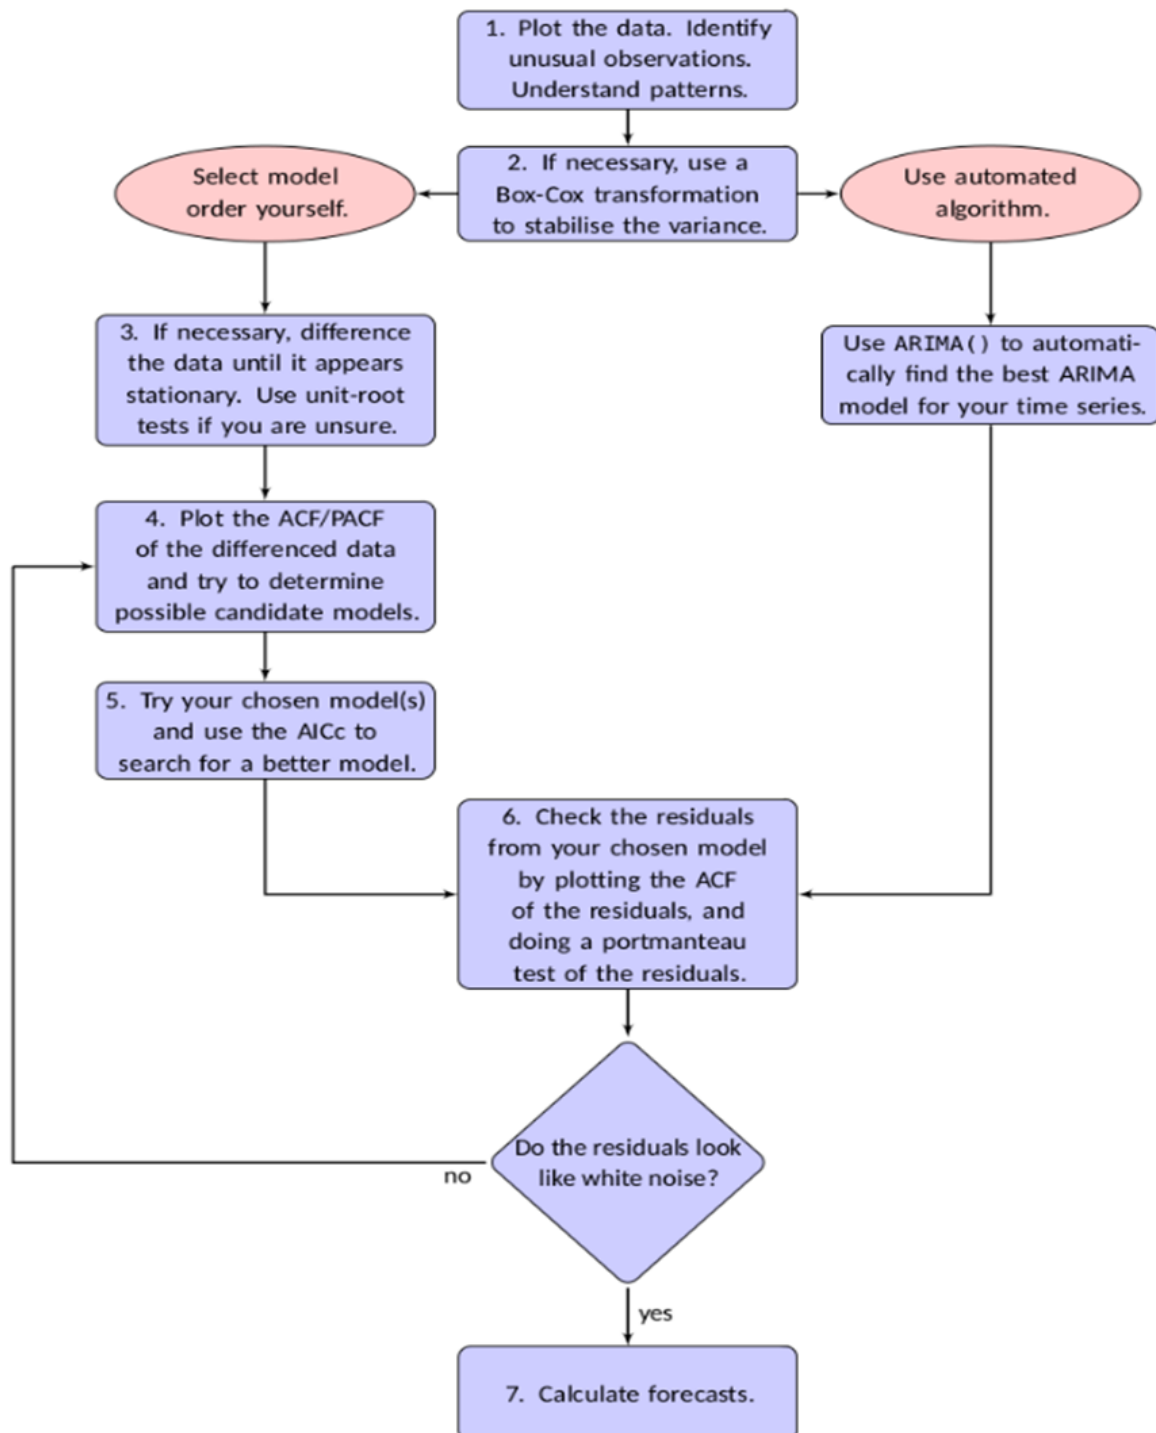 1. Plot the data. Identify
unusual observations.
Understand patterns.
Select model
order yourself.
2. If necessary, use a
Box-Cox transformation
to stabilise the variance.
Use automated
algorithm.
3. If necessary, difference
the data until it appears
stationary. Use unit-root
tests if you are unsure.
Use ARIMA() to automati-
cally find the best ARIMA
model for your time series.
4. Plot the ACF/PACF
of the differenced data
and try to determine
possible candidate models.
5. Try your chosen model(s)
and use the AICc to
search for a better model.
6. Check the residuals
from your chosen model
by plotting the ACF
of the residuals, and
doing a portmanteau
test of the residuals.
Do the residuals look
like white noise?
no
yes
7. Calculate forecasts.